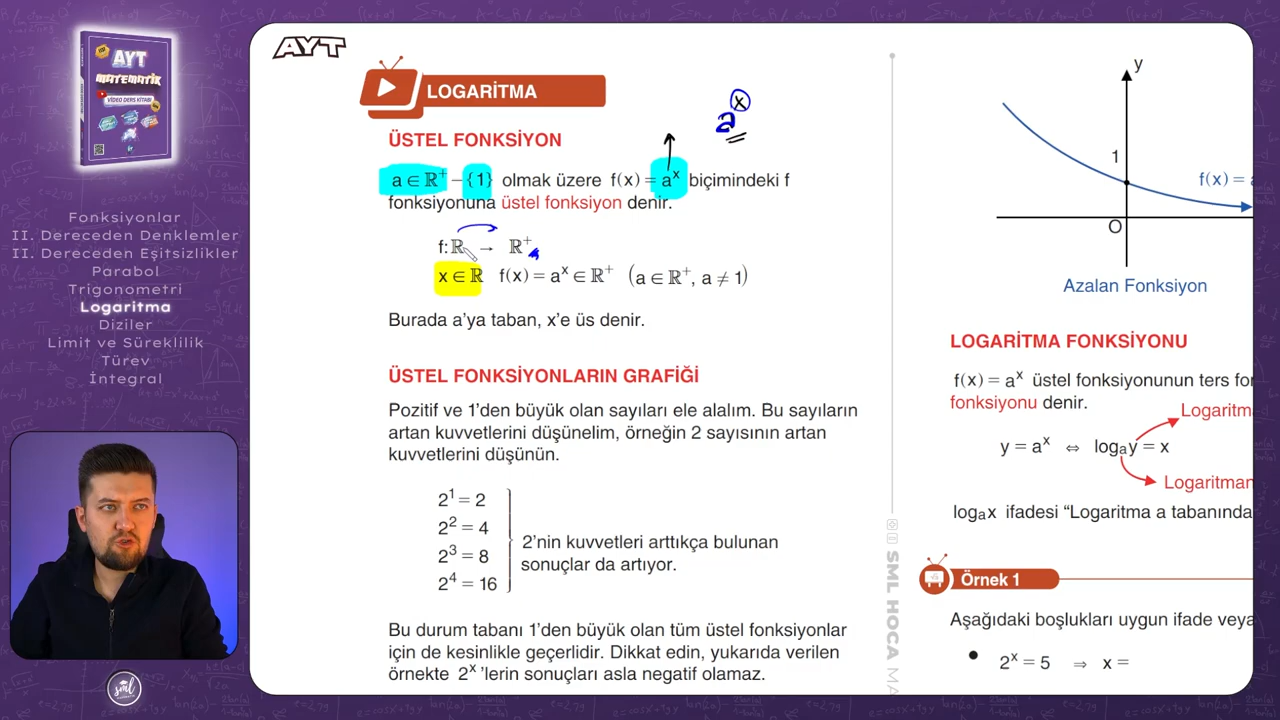 AYT
MATEMATİK
VİDEO DERS KİTABI
Fonksiyonlar
II. Dereceden Denklemler
II. Dereceden Eşitsizlikler
Parabol
Trigonometri
Logaritma
Diziler
Limit ve Süreklilik
Türev
İntegral
sml
AYT
LOGARİTMA
aˣ
ÜSTEL FONKSİYON
a ∈ ℝ⁺ – {1} olmak üzere f(x) = aˣ biçimindeki f
fonksiyonuna üstel fonksiyon denir.
f: ℝ → ℝ⁺
x ∈ ℝ f(x) = aˣ ∈ ℝ⁺ (a ∈ ℝ⁺, a ≠ 1)
Burada a'ya taban, x'e üs denir.
ÜSTEL FONKSİYONLARIN GRAFİĞİ
Pozitif ve 1'den büyük olan sayıları ele alalım. Bu sayıların
artan kuvvetlerini düşünelim, örneğin 2 sayısının artan
kuvvetlerini düşünün.
2¹ = 2
2² = 4
2³ = 8
2⁴ = 16
2'nin kuvvetleri arttıkça bulunan
sonuçlar da artıyor.
Bu durum tabanı 1'den büyük olan tüm üstel fonksiyonlar
için de kesinlikle geçerlidir. Dikkat edin, yukarıda verilen
örnekte 2ˣ 'lerin sonuçları asla negatif olamaz.
SML HOCA MA
y
1
f(x) = a
O
Azalan Fonksiyon
LOGARİTMA FONKSİYONU
f(x) = aˣ üstel fonksiyonunun ters fo
fonksiyonu denir.
Logaritm
y = aˣ ⇔ logₐy = x
Logaritman
logₐx ifadesi “Logaritma a tabanında
Örnek 1
Aşağıdaki boşlukları uygun ifade veya
• 2ˣ = 5 ⇒ x =